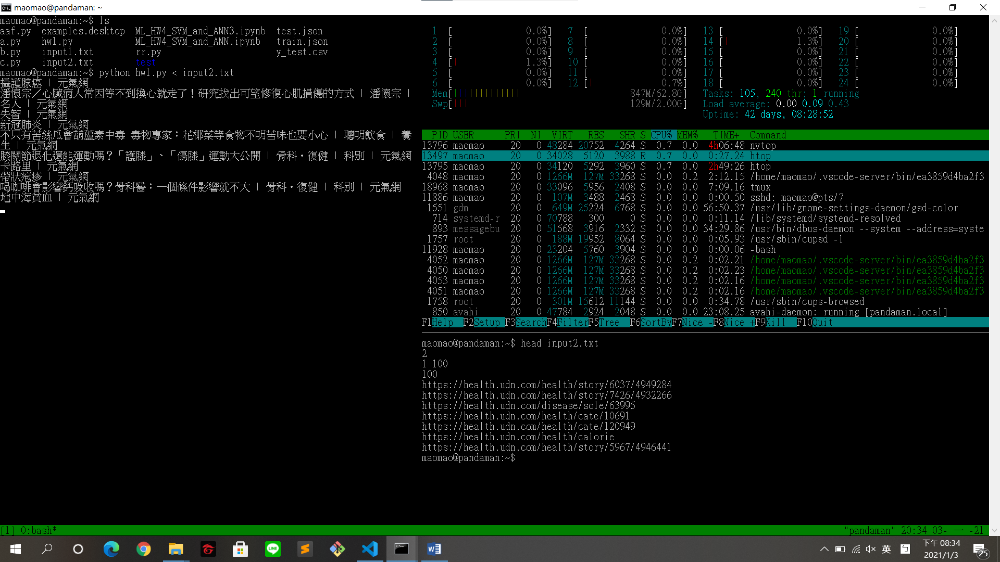 maomao@pandaman: ~
maomao@pandaman:~$ ls
aaf.py  examples.desktop  ML_HW4_SVM_and_ANN3.ipynb  test.json
a.py    hw1.py            ML_HW4_SVM_and_ANN.ipynb   train.json
b.py    input1.txt        rr.py                      y_test.csv
c.py    input2.txt        test
maomao@pandaman:~$ python hw1.py < input2.txt
攝護腺癌 | 元氣網
潘懷宗／心臟病人常因等不到換心就走了！研究找出可望修復心肌損傷的方式 | 潘懷宗 |
名人 | 元氣網
失智 | 元氣網
新冠肺炎 | 元氣網
不只有苦絲瓜會葫蘆素中毒 毒物專家：花椰菜等食物不明苦味也要小心 | 聰明飲食 | 養
生 | 元氣網
膝關節退化還能運動嗎？「護膝」、「傷膝」運動大公開 | 骨科・復健 | 科別 | 元氣網
卡路里 | 元氣網
帶狀疱疹 | 元氣網
喝咖啡會影響鈣吸收嗎？骨科醫：一個條件影響就不大 | 骨科・復健 | 科別 | 元氣網
地中海貧血 | 元氣網
1 [ 0.0%] 7 [ 0.0%] 13 [ 0.0%] 19 [ 0.0%]
2 [ 0.0%] 8 [ 0.0%] 14 [| 1.3%] 20 [ 0.0%]
3 [ 0.0%] 9 [ 0.0%] 15 [ 0.0%] 21 [ 0.0%]
4 [| 1.3%] 10 [ 0.0%] 16 [ 0.0%] 22 [ 0.0%]
5 [ 0.0%] 11 [ 0.0%] 17 [ 0.0%] 23 [ 0.0%]
6 [ 0.0%] 12 [| 0.7%] 18 [ 0.0%] 24 [ 0.0%]
Mem[||||||||||||| 847M/62.8G] Tasks: 105, 240 thr; 1 running
Swp[||| 129M/2.00G] Load average: 0.00 0.09 0.43
Uptime: 42 days, 08:28:52
PID USER PRI NI VIRT RES SHR S CPU% MEM% TIME+ Command
13796 maomao 20 0 48284 20752 4264 S 0.7 0.0 4h06:48 nvtop
13497 maomao 20 0 34028 5120 3988 R 0.7 0.0 0:27.24 htop
13795 maomao 20 0 34120 5292 3960 S 0.7 0.0 2h49:26 htop
4048 maomao 20 0 1266M 127M 33268 S 0.0 0.2 2:12.15 /home/maomao/.vscode-server/bin/ea3859d4ba2f3
18968 maomao 20 0 33096 5956 2408 S 0.0 0.0 7:09.16 tmux
11886 maomao 20 0 107M 3488 2468 S 0.0 0.0 0:00.50 sshd: maomao@pts/7
1551 gdm 20 0 649M 25224 6768 S 0.0 0.0 56:50.37 /usr/lib/gnome-settings-daemon/gsd-color
714 systemd-r 20 0 70788 300 0 S 0.0 0.0 0:11.14 /lib/systemd/systemd-resolved
893 messagebu 20 0 51568 3916 2332 S 0.0 0.0 34:29.86 /usr/bin/dbus-daemon --system --address=syste
1757 root 20 0 188M 19952 8064 S 0.0 0.0 0:05.93 /usr/sbin/cupsd -l
11928 maomao 20 0 23204 5760 3904 S 0.0 0.0 0:00.06 -bash
4052 maomao 20 0 1266M 127M 33268 S 0.0 0.2 0:02.21 /home/maomao/.vscode-server/bin/ea3859d4ba2f3
4050 maomao 20 0 1266M 127M 33268 S 0.0 0.2 0:02.23 /home/maomao/.vscode-server/bin/ea3859d4ba2f3
4053 maomao 20 0 1266M 127M 33268 S 0.0 0.2 0:02.16 /home/maomao/.vscode-server/bin/ea3859d4ba2f3
4051 maomao 20 0 1266M 127M 33268 S 0.0 0.2 0:02.16 /home/maomao/.vscode-server/bin/ea3859d4ba2f3
1758 root 20 0 301M 15612 11144 S 0.0 0.0 0:34.78 /usr/sbin/cups-browsed
850 avahi 20 0 47784 2924 2048 S 0.0 0.0 23:08.25 avahi-daemon: running [pandaman.local]
F1Help F2Setup F3SearchF4FilterF5Tree F6SortByF7Nice -F8Nice +F9Kill F10Quit
maomao@pandaman:~$ head input2.txt
2
1 100
100
https://health.udn.com/health/story/6037/4949284
https://health.udn.com/health/story/7426/4932266
https://health.udn.com/disease/sole/63995
https://health.udn.com/health/cate/10691
https://health.udn.com/health/cate/120949
https://health.udn.com/health/calorie
https://health.udn.com/health/story/5967/4946441
maomao@pandaman:~$
[1] 0:bash* "pandaman" 20:34 03- 一 -21
LINE
英
下午 08:34
2021/1/3
25